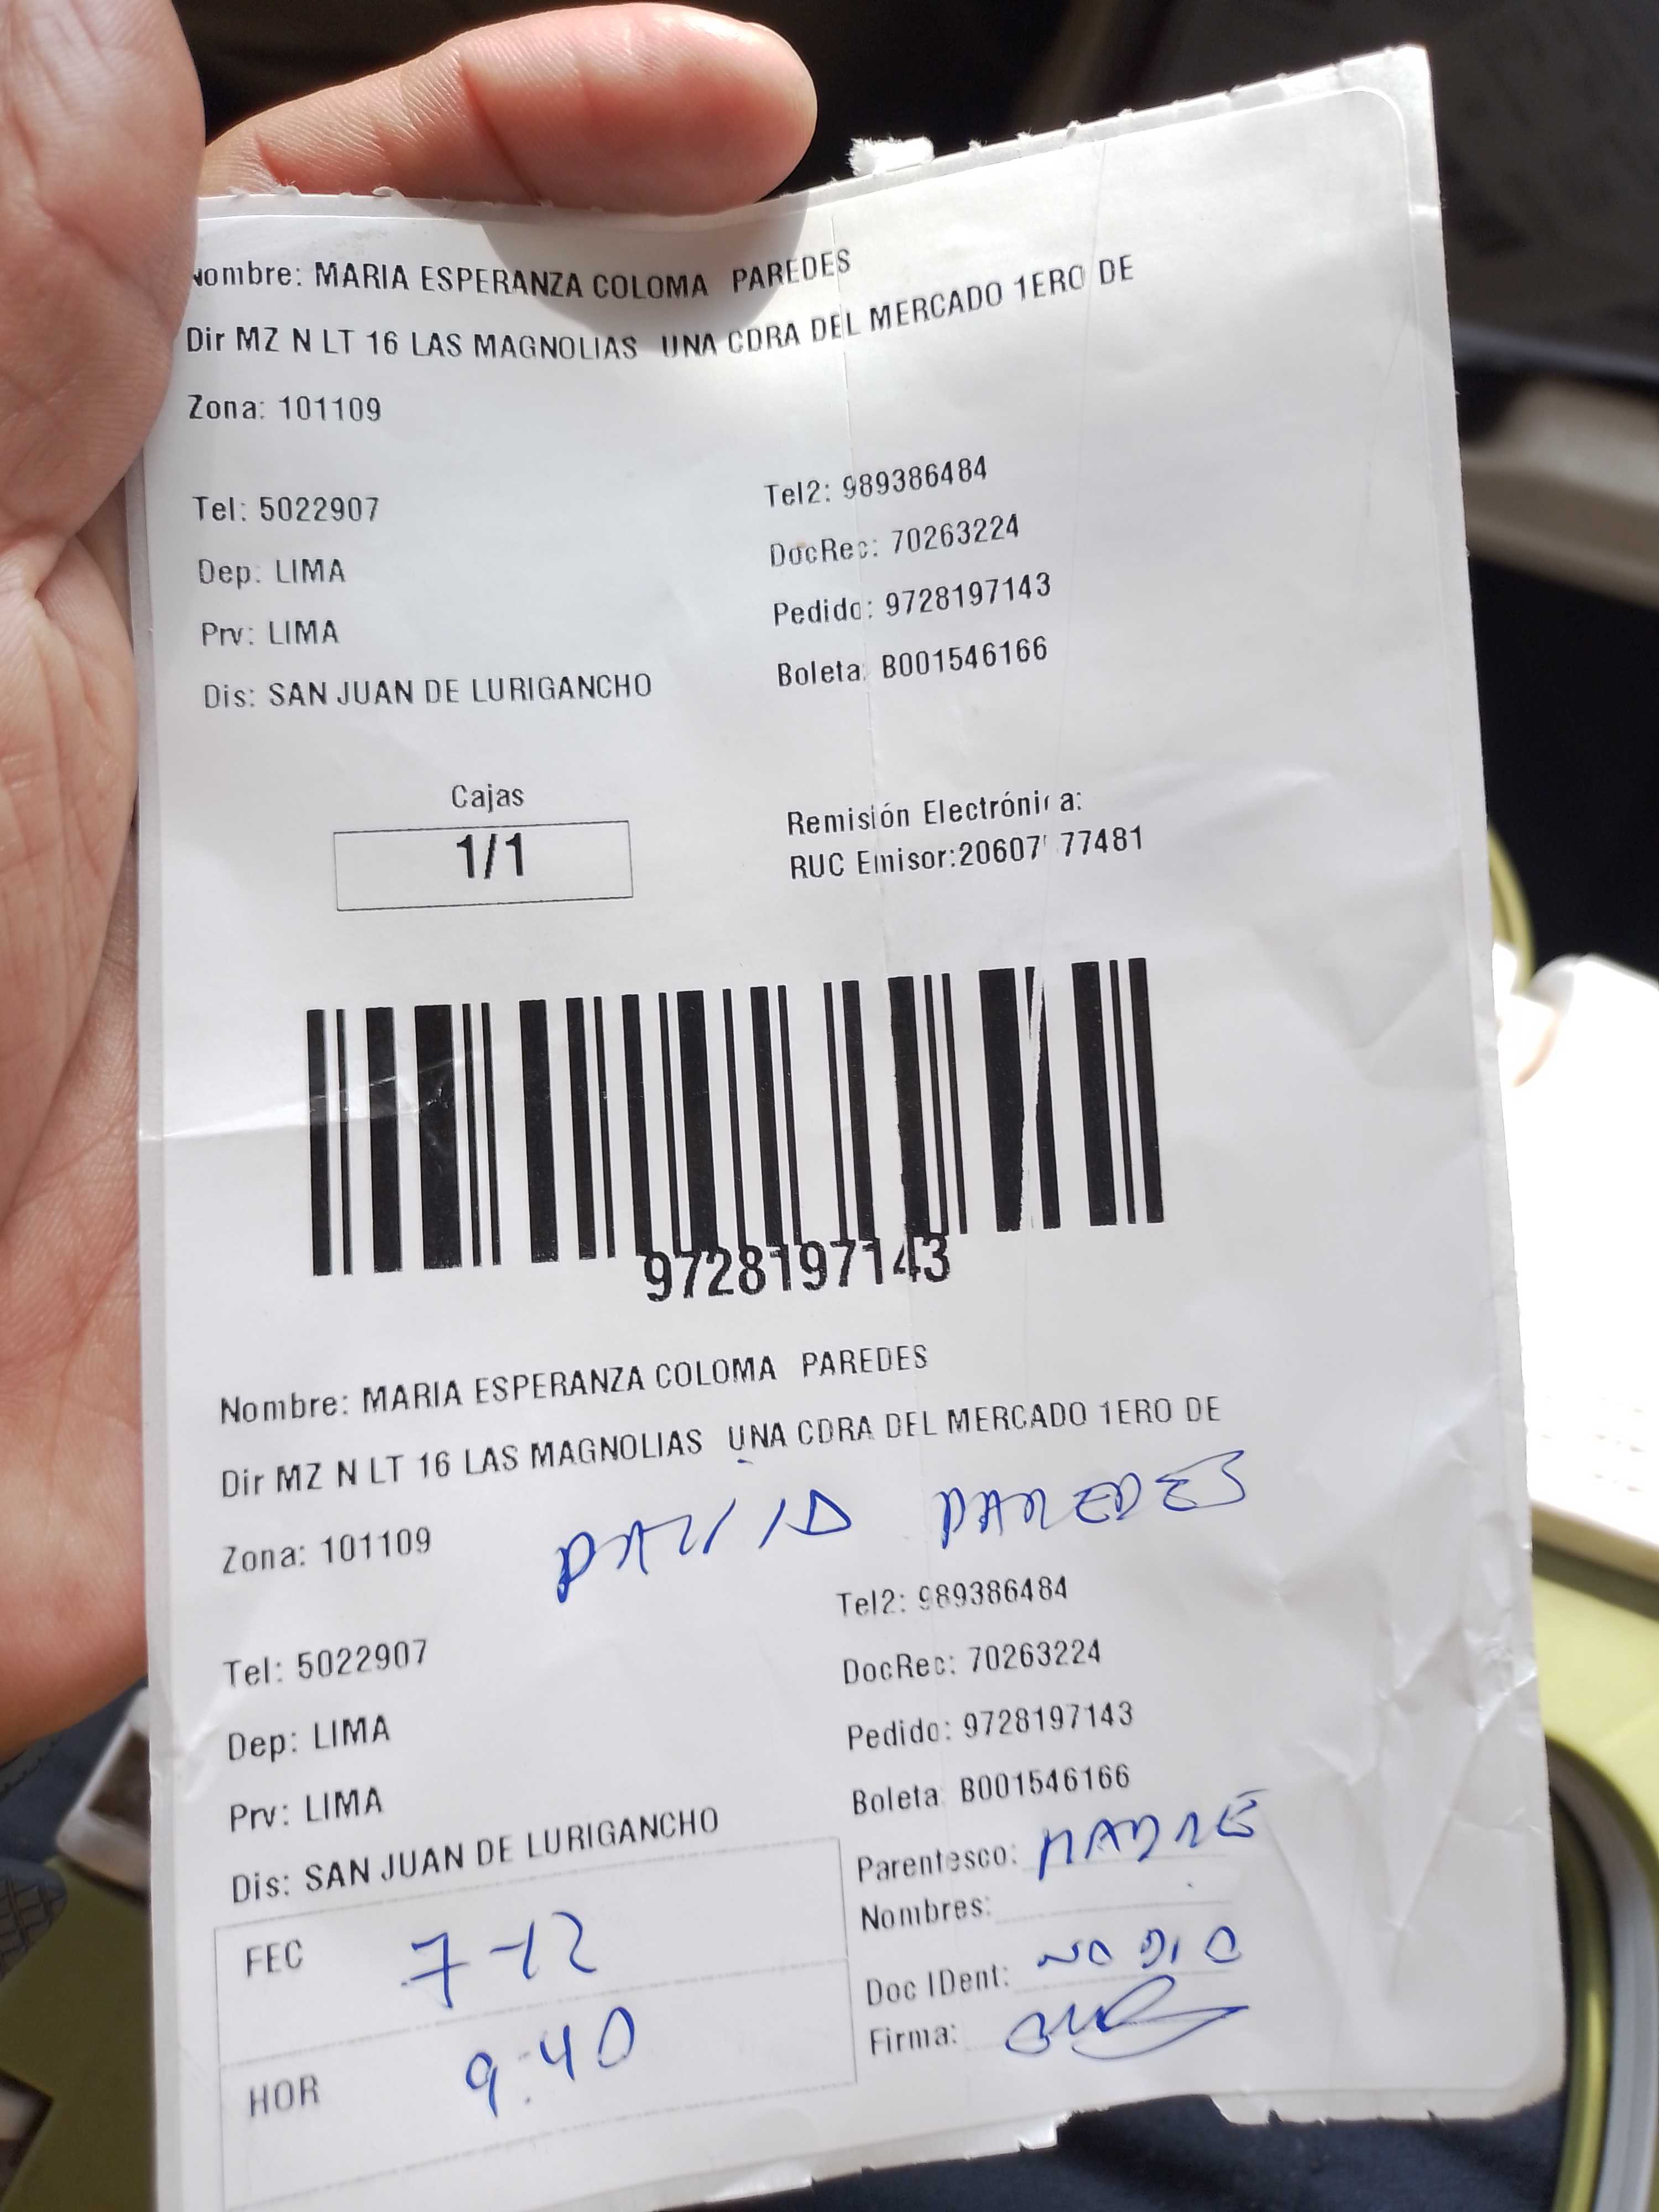 Nombre: MARIA ESPERANZA COLOMA PAREDES
Dir MZ N LT 16 LAS MAGNOLIAS UNA CDRA DEL MERCADO 1ERO DE
Zona: 101109
Tel: 5022907
Tel2: 989386484
Dep: LIMA
DocRec: 70263224
Prv: LIMA
Pedido: 9728197143
Dis: SAN JUAN DE LURIGANCHO
Boleta: B001546166
Cajas
1/1
Remisión Electrónica:
RUC Emisor:20607 77481
9728197143
Nombre: MARIA ESPERANZA COLOMA PAREDES
Dir MZ N LT 16 LAS MAGNOLIAS UNA CDRA DEL MERCADO 1ERO DE
Zona: 101109
PAREDES
Tel: 5022907
Tel2: 989386484
Dep: LIMA
DocRec: 70263224
Prv: LIMA
Pedido: 9728197143
Dis: SAN JUAN DE LURIGANCHO
Boleta: B001546166
Parentesco: MADRE
Nombres:
Doc IDent: NO DIO
Firma:
FEC 7-12
HOR 9:40